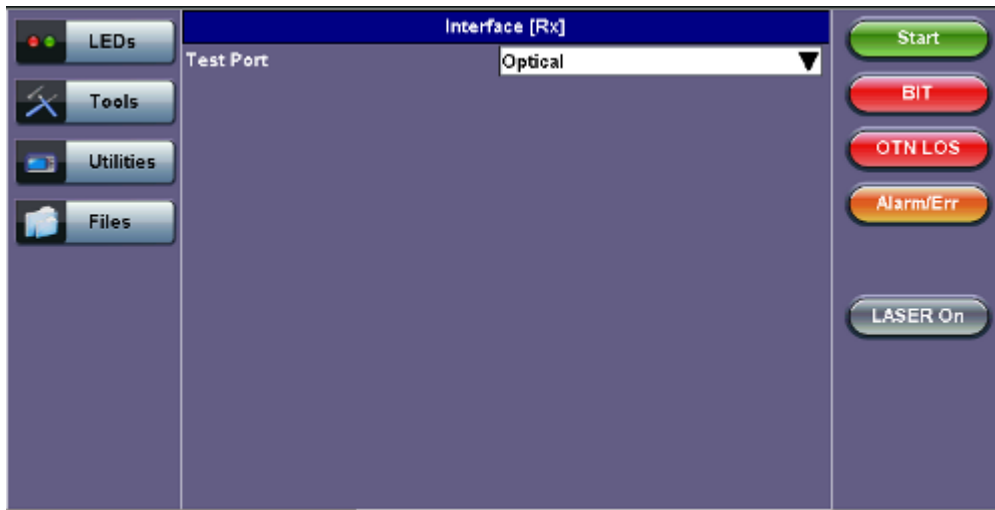 LEDs
Tools
Utilities
Files
Interface [Rx]
Test Port
Optical
Start
BIT
OTN LOS
Alarm/Err
LASER On